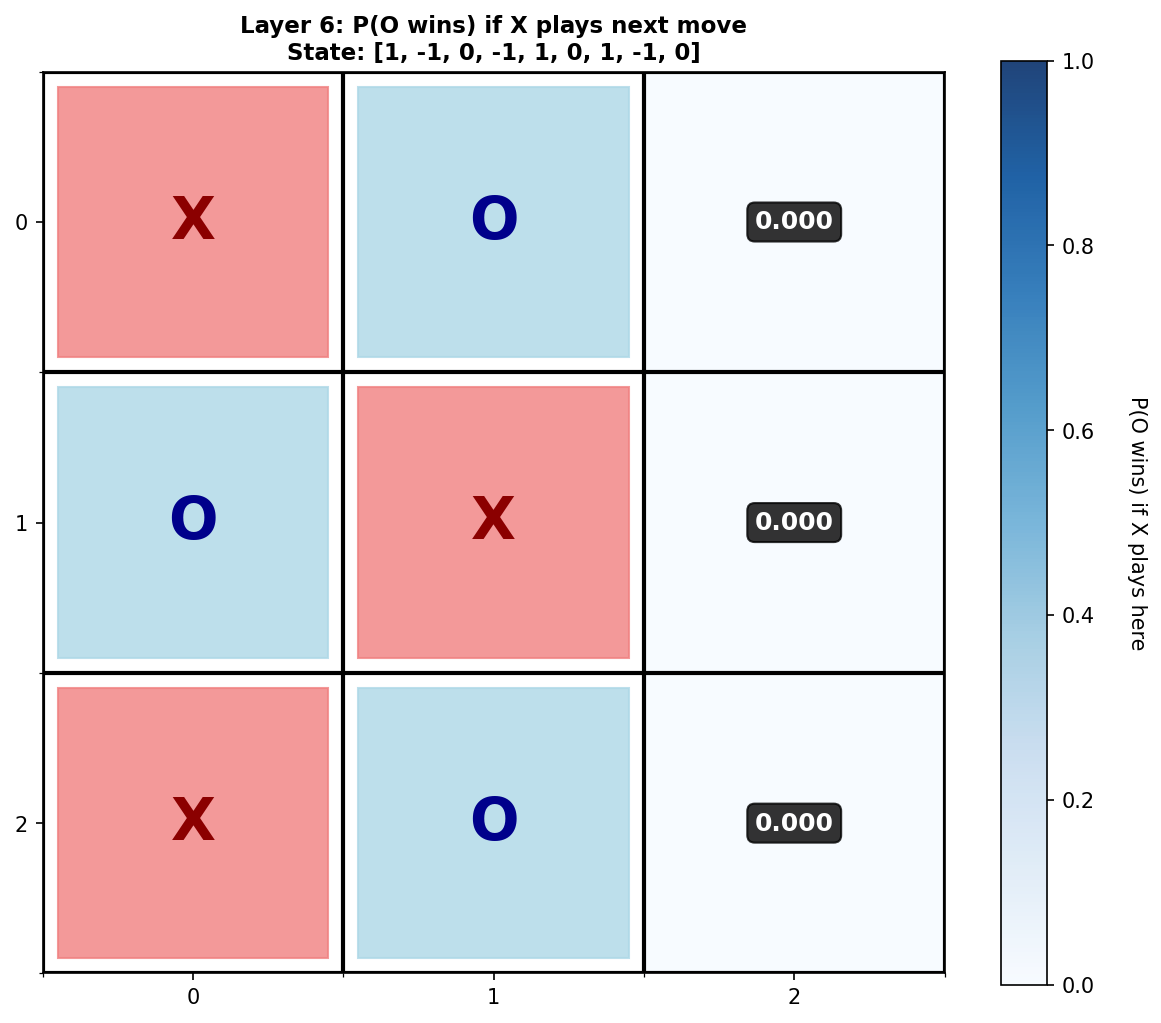 Layer 6: P(O wins) if X plays next move
State: [1, -1, 0, -1, 1, 0, 1, -1, 0]
0
X
O
0.000
1
O
X
0.000
2
X
O
0.000
0
1
2
1.0
0.8
0.6
0.4
0.2
0.0
P(O wins) if X plays here